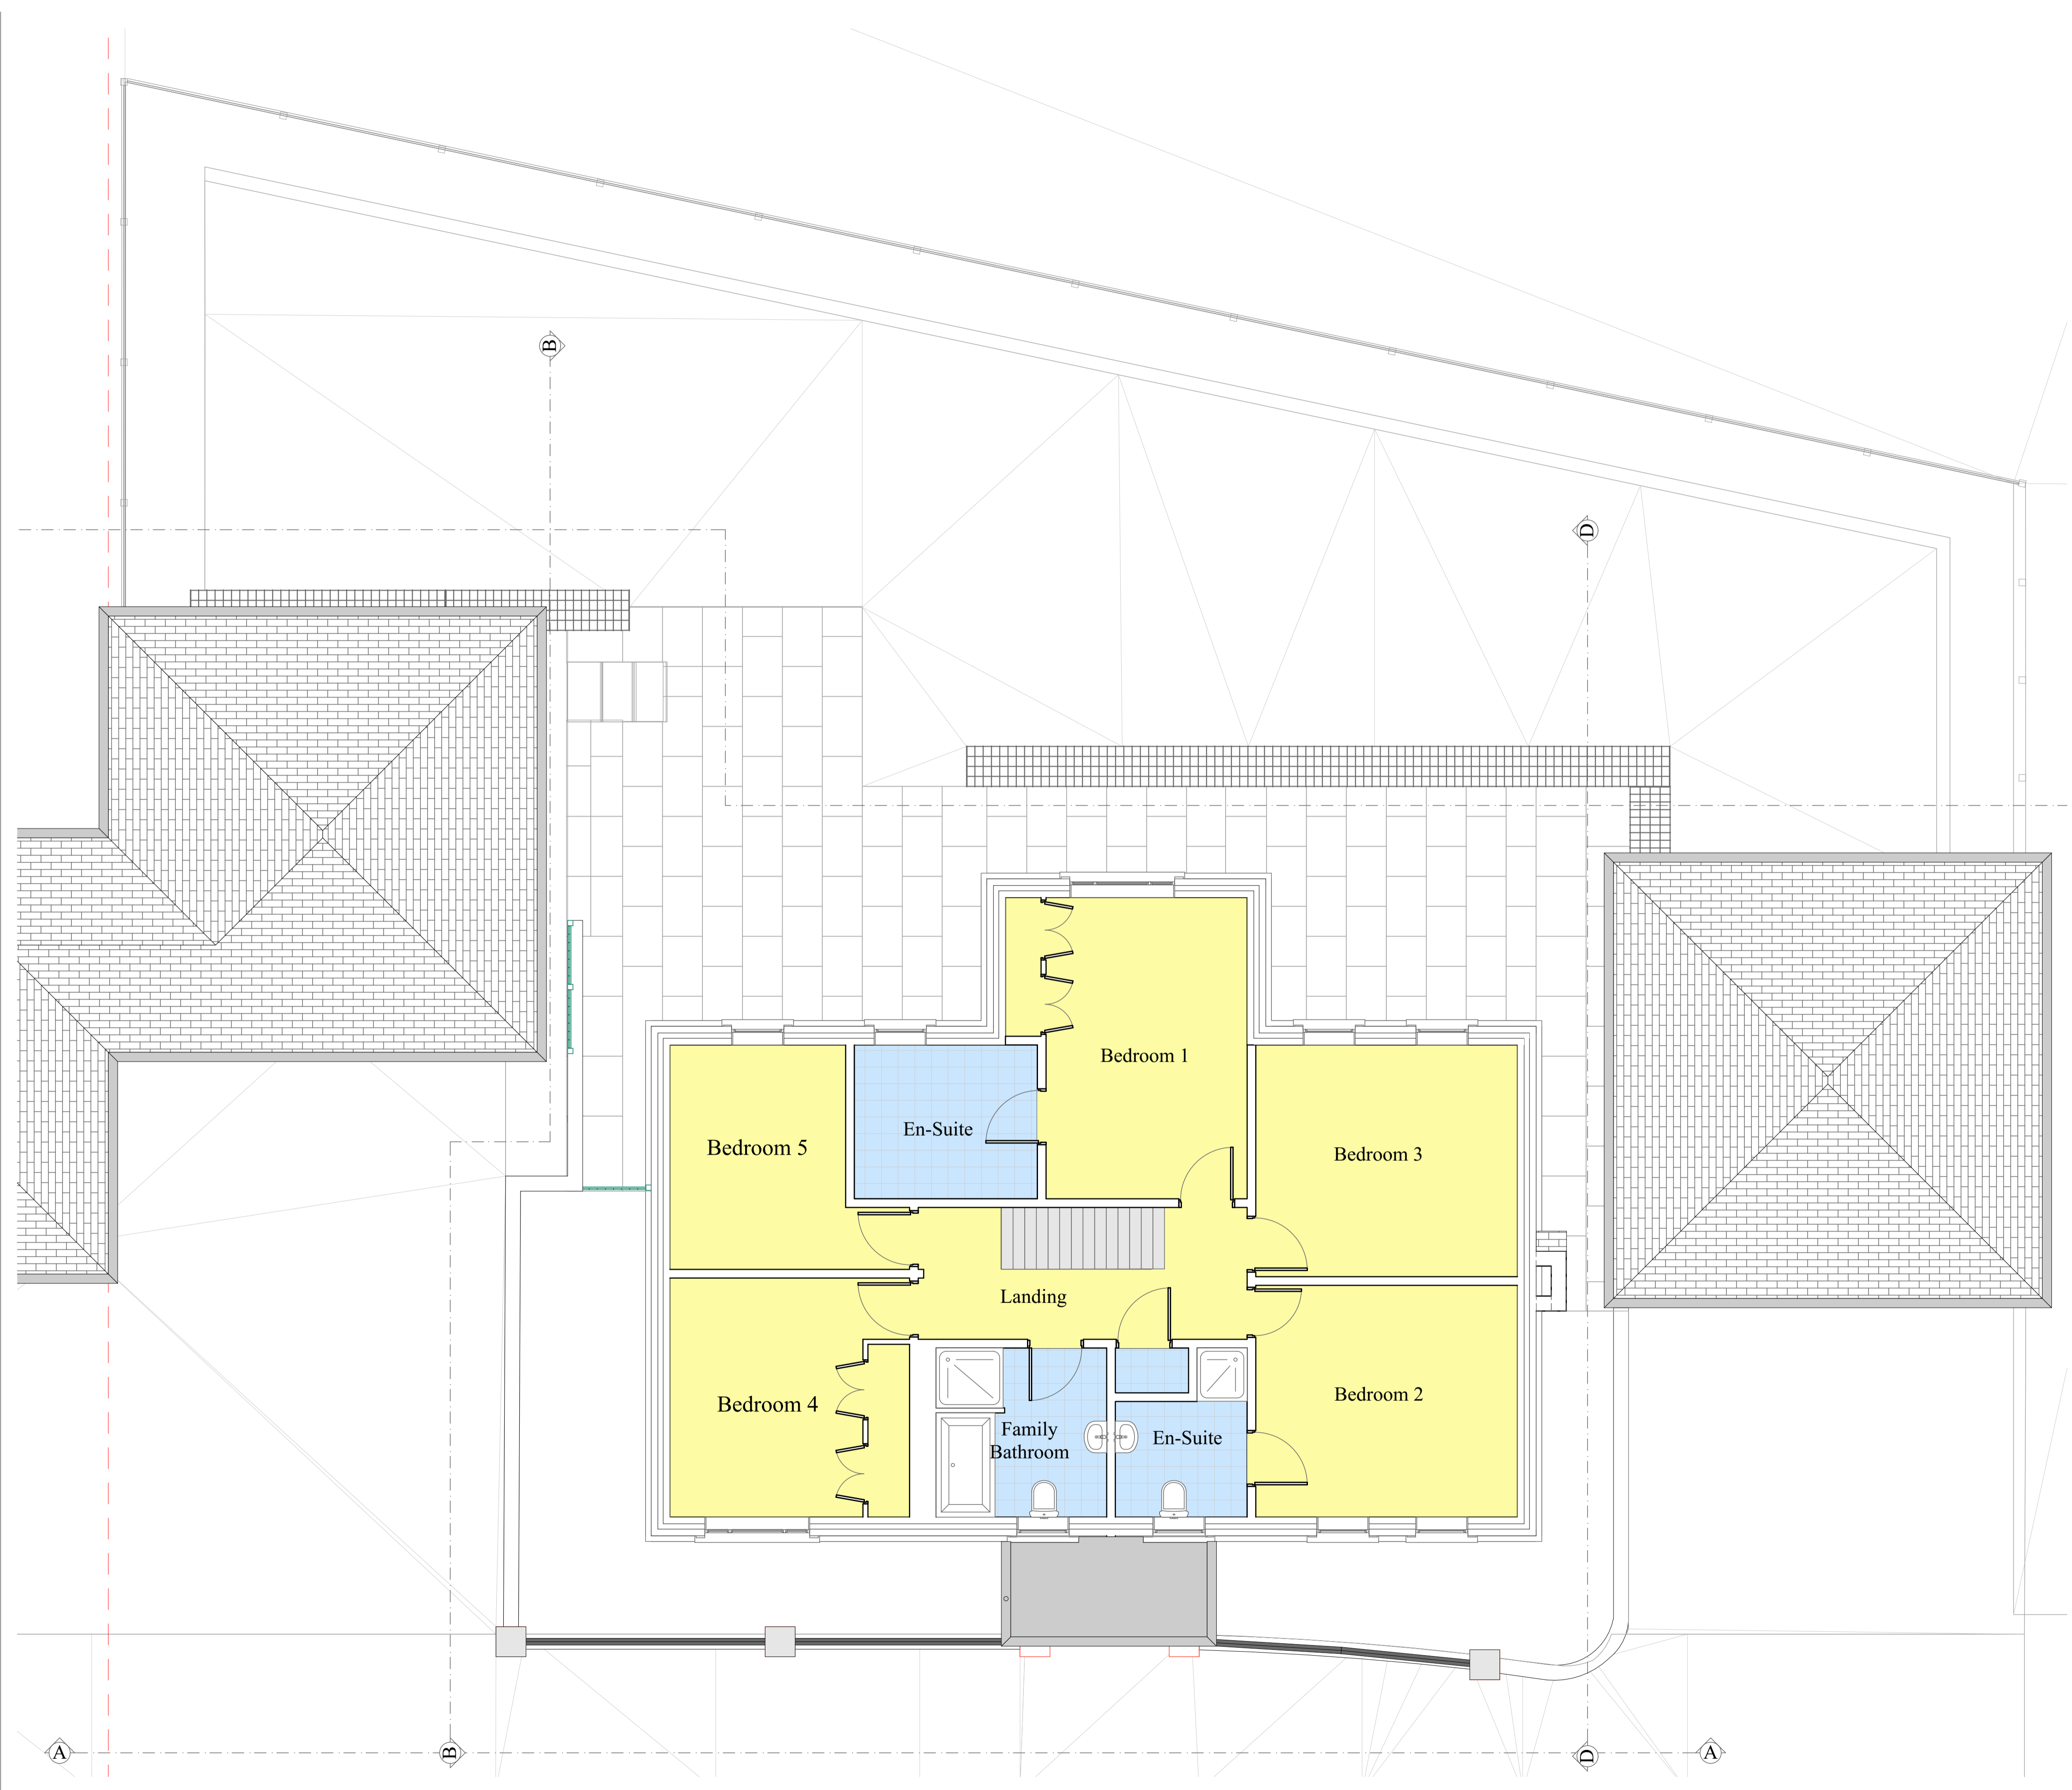 B
D
Bedroom 1
En-Suite
Bedroom 5
Bedroom 3
Landing
Bedroom 4
Bedroom 2
Family
Bathroom
En-Suite
A
B
D
A